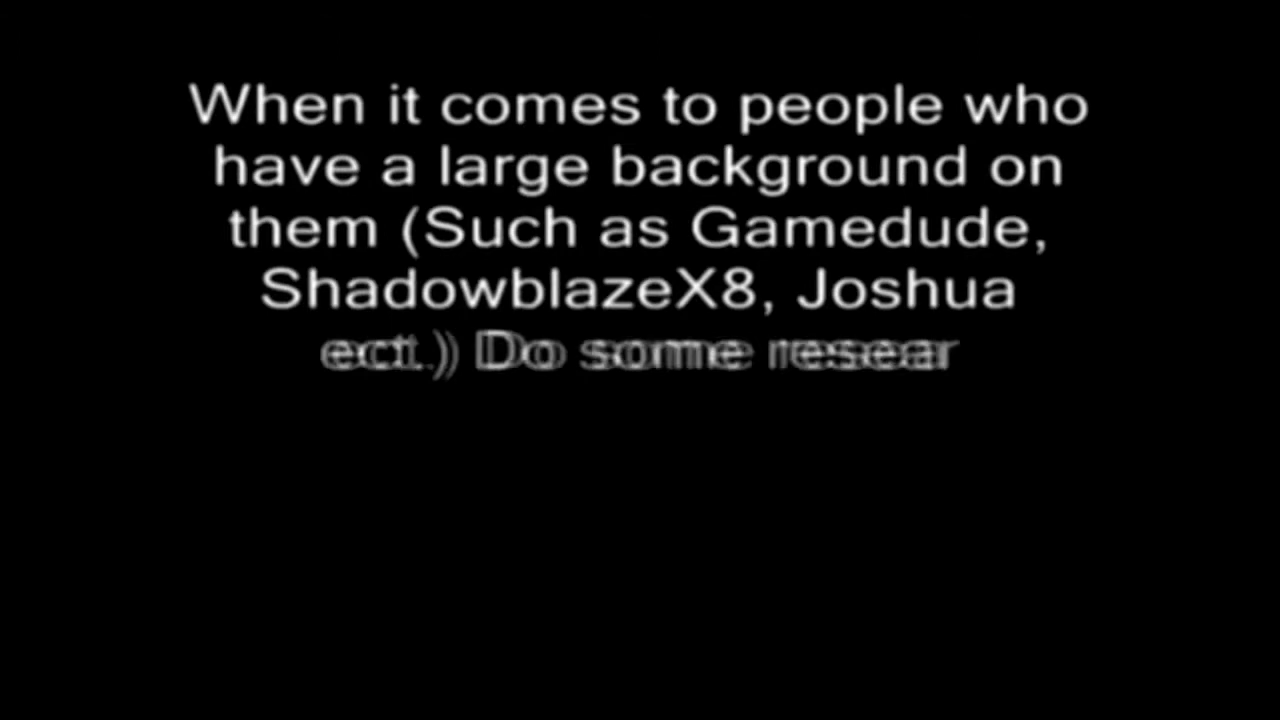 When it comes to people who
have a large background on
them (Such as Gamedude,
ShadowblazeX8, Joshua
ect.) Do some resear